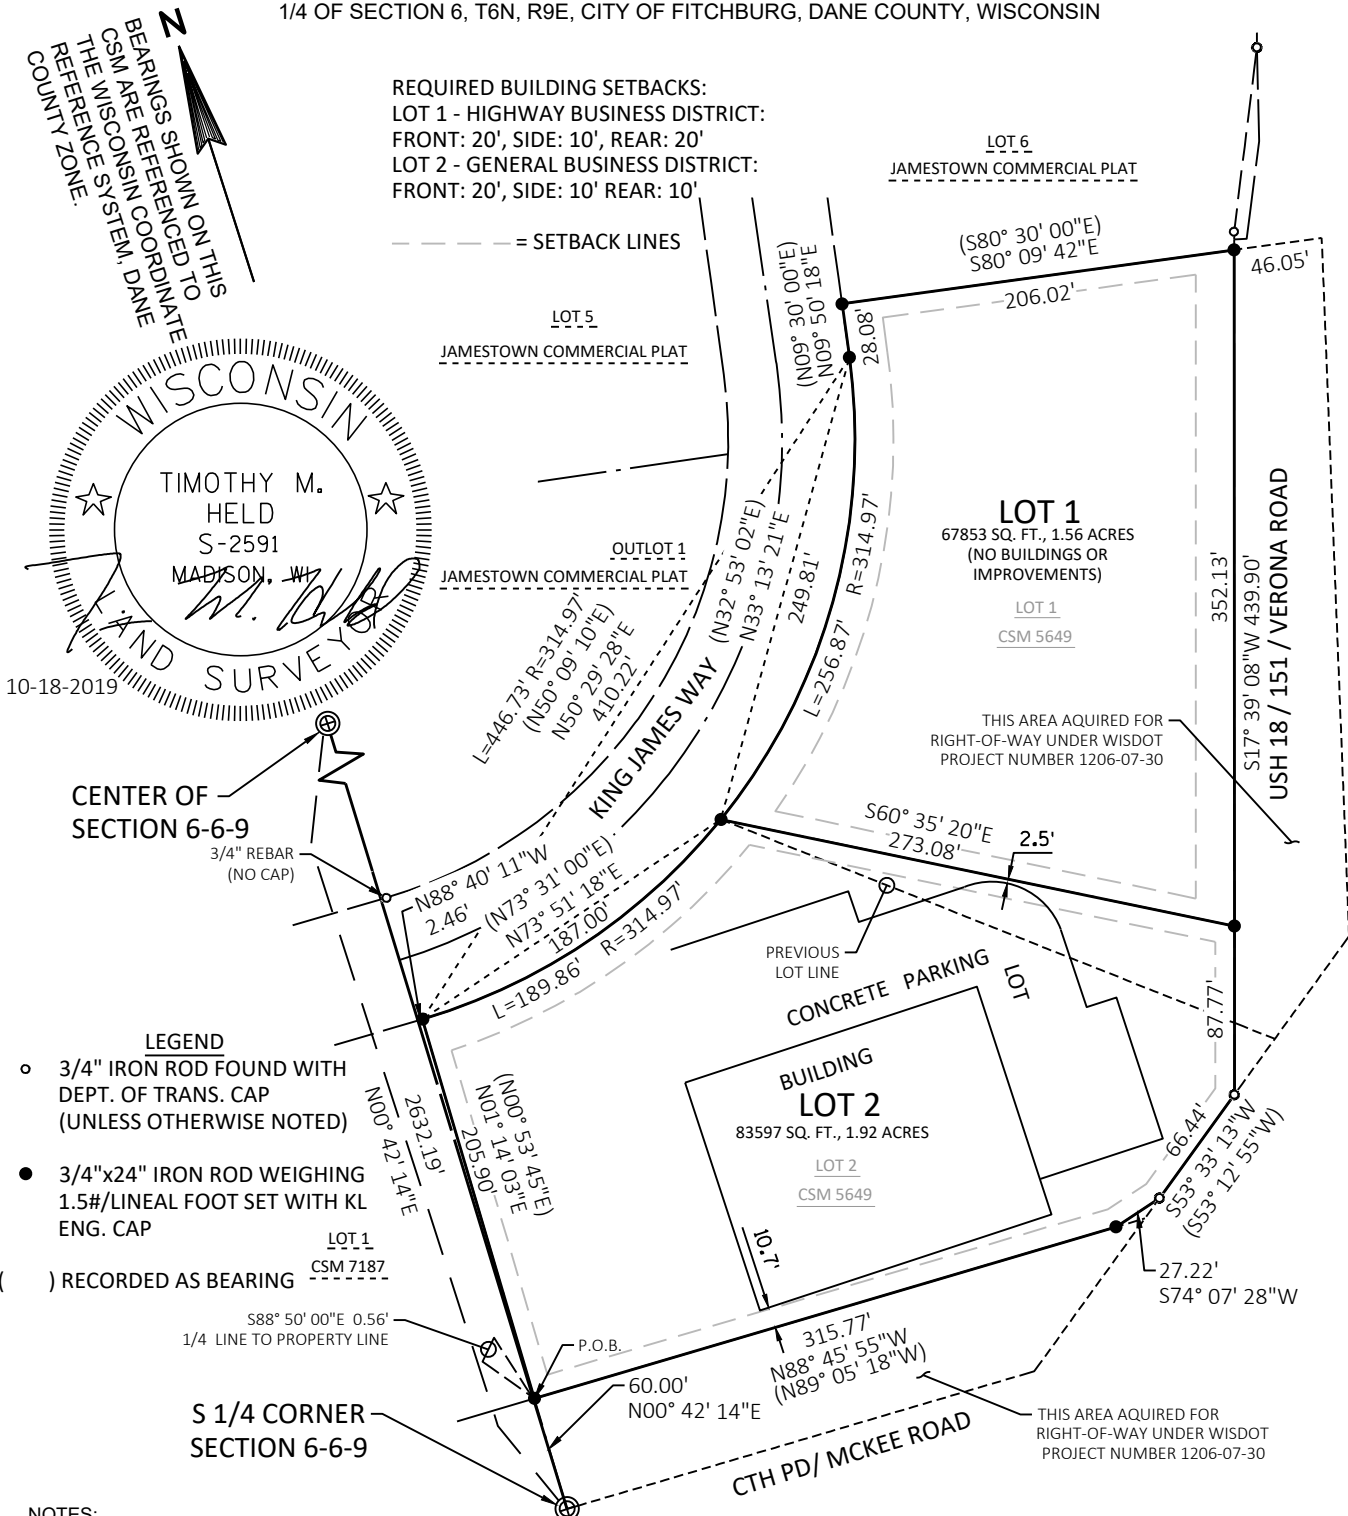 1/4 OF SECTION 6, T6N, R9E, CITY OF FITCHBURG, DANE COUNTY, WISCONSIN
N
BEARINGS SHOWN ON THIS
CSM ARE REFERENCED TO
THE WISCONSIN COORDINATE
REFERENCE SYSTEM, DANE
COUNTY ZONE.
REQUIRED BUILDING SETBACKS:
LOT 1 - HIGHWAY BUSINESS DISTRICT:
FRONT: 20', SIDE: 10', REAR: 20'
LOT 2 - GENERAL BUSINESS DISTRICT:
FRONT: 20', SIDE: 10' REAR: 10'
= SETBACK LINES
LOT 6
JAMESTOWN COMMERCIAL PLAT
(S80° 30' 00"E)
S80° 09' 42"E
206.02'
46.05'
(N09° 30' 00"E)
N09° 50' 18"E
28.08'
LOT 5
JAMESTOWN COMMERCIAL PLAT
WISCONSIN
TIMOTHY M.
HELD
S-2591
MADISON, WI
LAND SURVEYOR
10-18-2019
OUTLOT 1
JAMESTOWN COMMERCIAL PLAT
L=446.73' R=314.97'
(N50° 09' 10"E)
N50° 29' 28"E
410.22'
KING JAMES WAY
(N32° 53' 02"E)
N33° 13' 21"E
249.81'
L=256.87' R=314.97'
LOT 1
67853 SQ. FT., 1.56 ACRES
(NO BUILDINGS OR
IMPROVEMENTS)
LOT 1
CSM 5649
352.13'
S17° 39' 08"W 439.90'
USH 18 / 151 / VERONA ROAD
THIS AREA AQUIRED FOR
RIGHT-OF-WAY UNDER WISDOT
PROJECT NUMBER 1206-07-30
CENTER OF
SECTION 6-6-9
3/4" REBAR
(NO CAP)
N88° 40' 11"W
2.46'
(N73° 31' 00"E)
N73° 51' 18"E
187.00'
L=189.86' R=314.97'
S60° 35' 20"E
273.08'
2.5'
PREVIOUS
LOT LINE
CONCRETE PARKING
LOT
BUILDING
LOT 2
83597 SQ. FT., 1.92 ACRES
LOT 2
CSM 5649
87.77'
66.44'
S53° 33' 13"W
(S53° 12' 55"W)
27.22'
S74° 07' 28"W
LEGEND
3/4" IRON ROD FOUND WITH
DEPT. OF TRANS. CAP
(UNLESS OTHERWISE NOTED)
3/4"x24" IRON ROD WEIGHING
1.5#/LINEAL FOOT SET WITH KL
ENG. CAP
( ) RECORDED AS BEARING
N00° 42' 14"E
2632.19'
205.90'
N01° 14' 03"E
(N00° 53' 45"E)
LOT 1
CSM 7187
S88° 50' 00"E 0.56'
1/4 LINE TO PROPERTY LINE
10.7'
P.O.B.
315.77'
N88° 45' 55"W
(N89° 05' 18"W)
60.00'
N00° 42' 14"E
S 1/4 CORNER
SECTION 6-6-9
CTH PD/ MCKEE ROAD
THIS AREA AQUIRED FOR
RIGHT-OF-WAY UNDER WISDOT
PROJECT NUMBER 1206-07-30
NOTES: